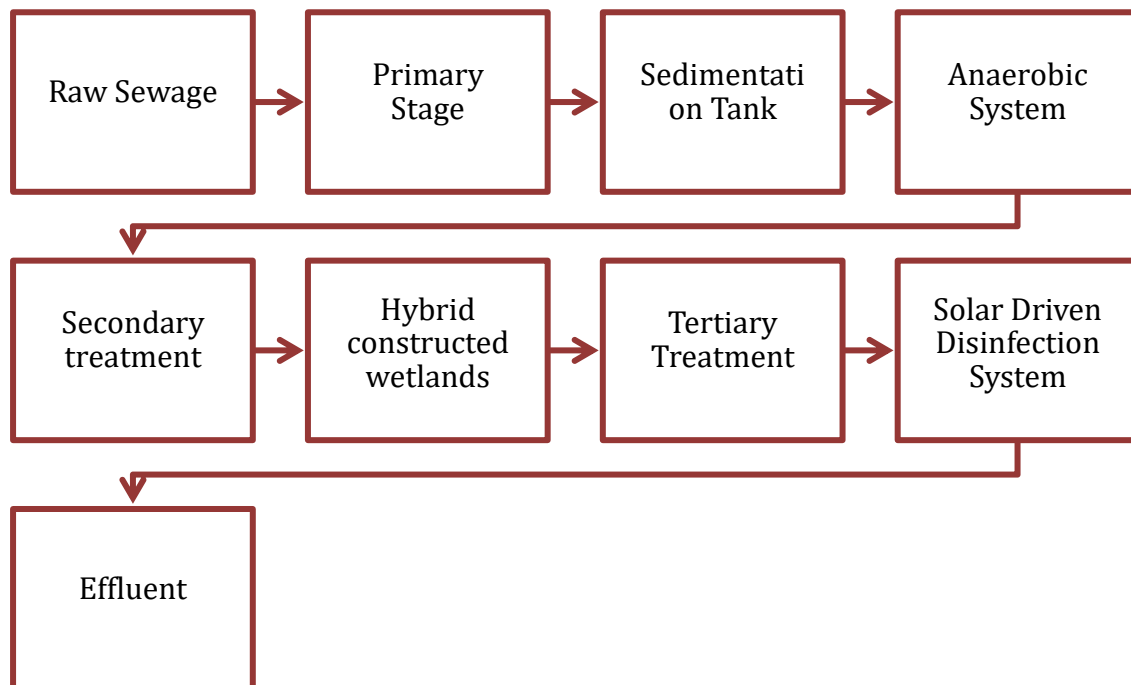 Raw Sewage
Primary
Stage
Sedimentati
on Tank
Anaerobic
System
Secondary
treatment
Hybrid
constructed
wetlands
Tertiary
Treatment
Solar Driven
Disinfection
System
Effluent